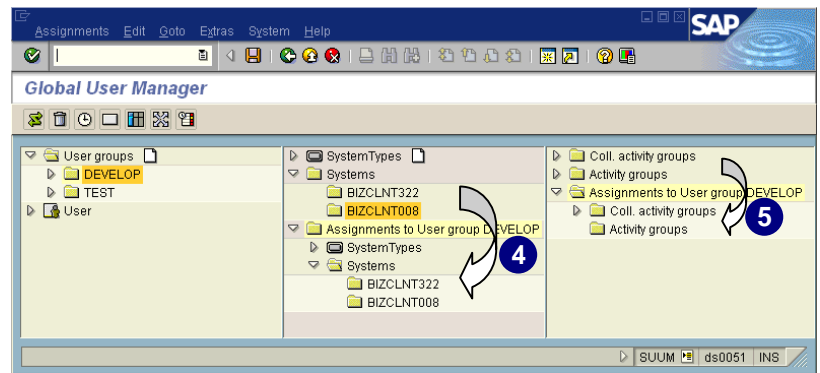 Assignments Edit Goto Extras System Help
SAP
Global User Manager
User groups
DEVELOP
TEST
User
SystemTypes
Systems
BIZCLNT322
BIZCLNT008
Assignments to User group DEVELOP
SystemTypes
Systems
BIZCLNT322
BIZCLNT008
4
Coll. activity groups
Activity groups
Assignments to User group DEVELOP
Coll. activity groups
Activity groups
5
SUUM ds0051 INS